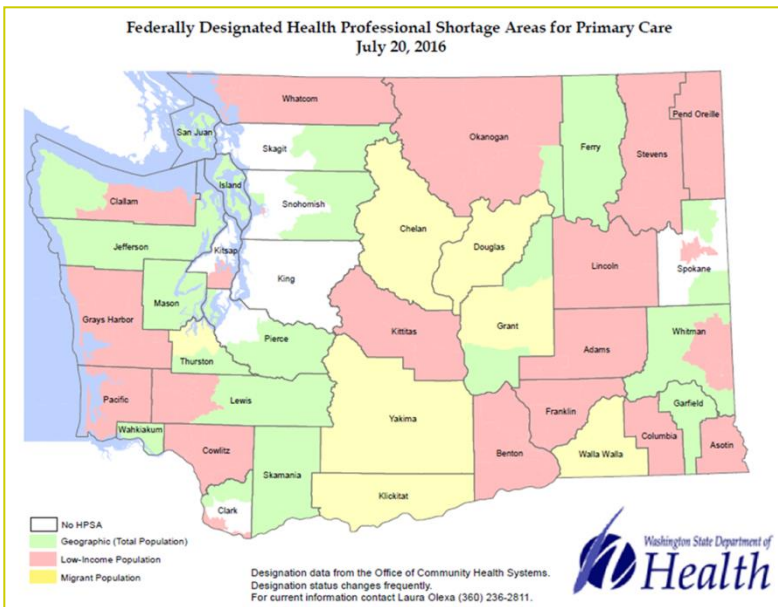 Federally Designated Health Professional Shortage Areas for Primary Care
July 20, 2016
Whatcom
San Juan
Skagit
Okanogan
Ferry
Stevens
Pend Oreille
Island
Snohomish
Clallam
Chelan
Douglas
Jefferson
Kitsap
King
Lincoln
Spokane
Mason
Grays Harbor
Kittitas
Grant
Adams
Whitman
Pierce
Thurston
Pacific
Lewis
Yakima
Franklin
Garfield
Wahkiakum
Cowlitz
Skamania
Benton
Walla Walla
Columbia
Asotin
Clark
Klickitat
No HPSA
Geographic (Total Population)
Low-Income Population
Migrant Population
Designation data from the Office of Community Health Systems.
Designation status changes frequently.
For current information contact Laura Olexa (360) 236-2811.
Washington State Department of
Health